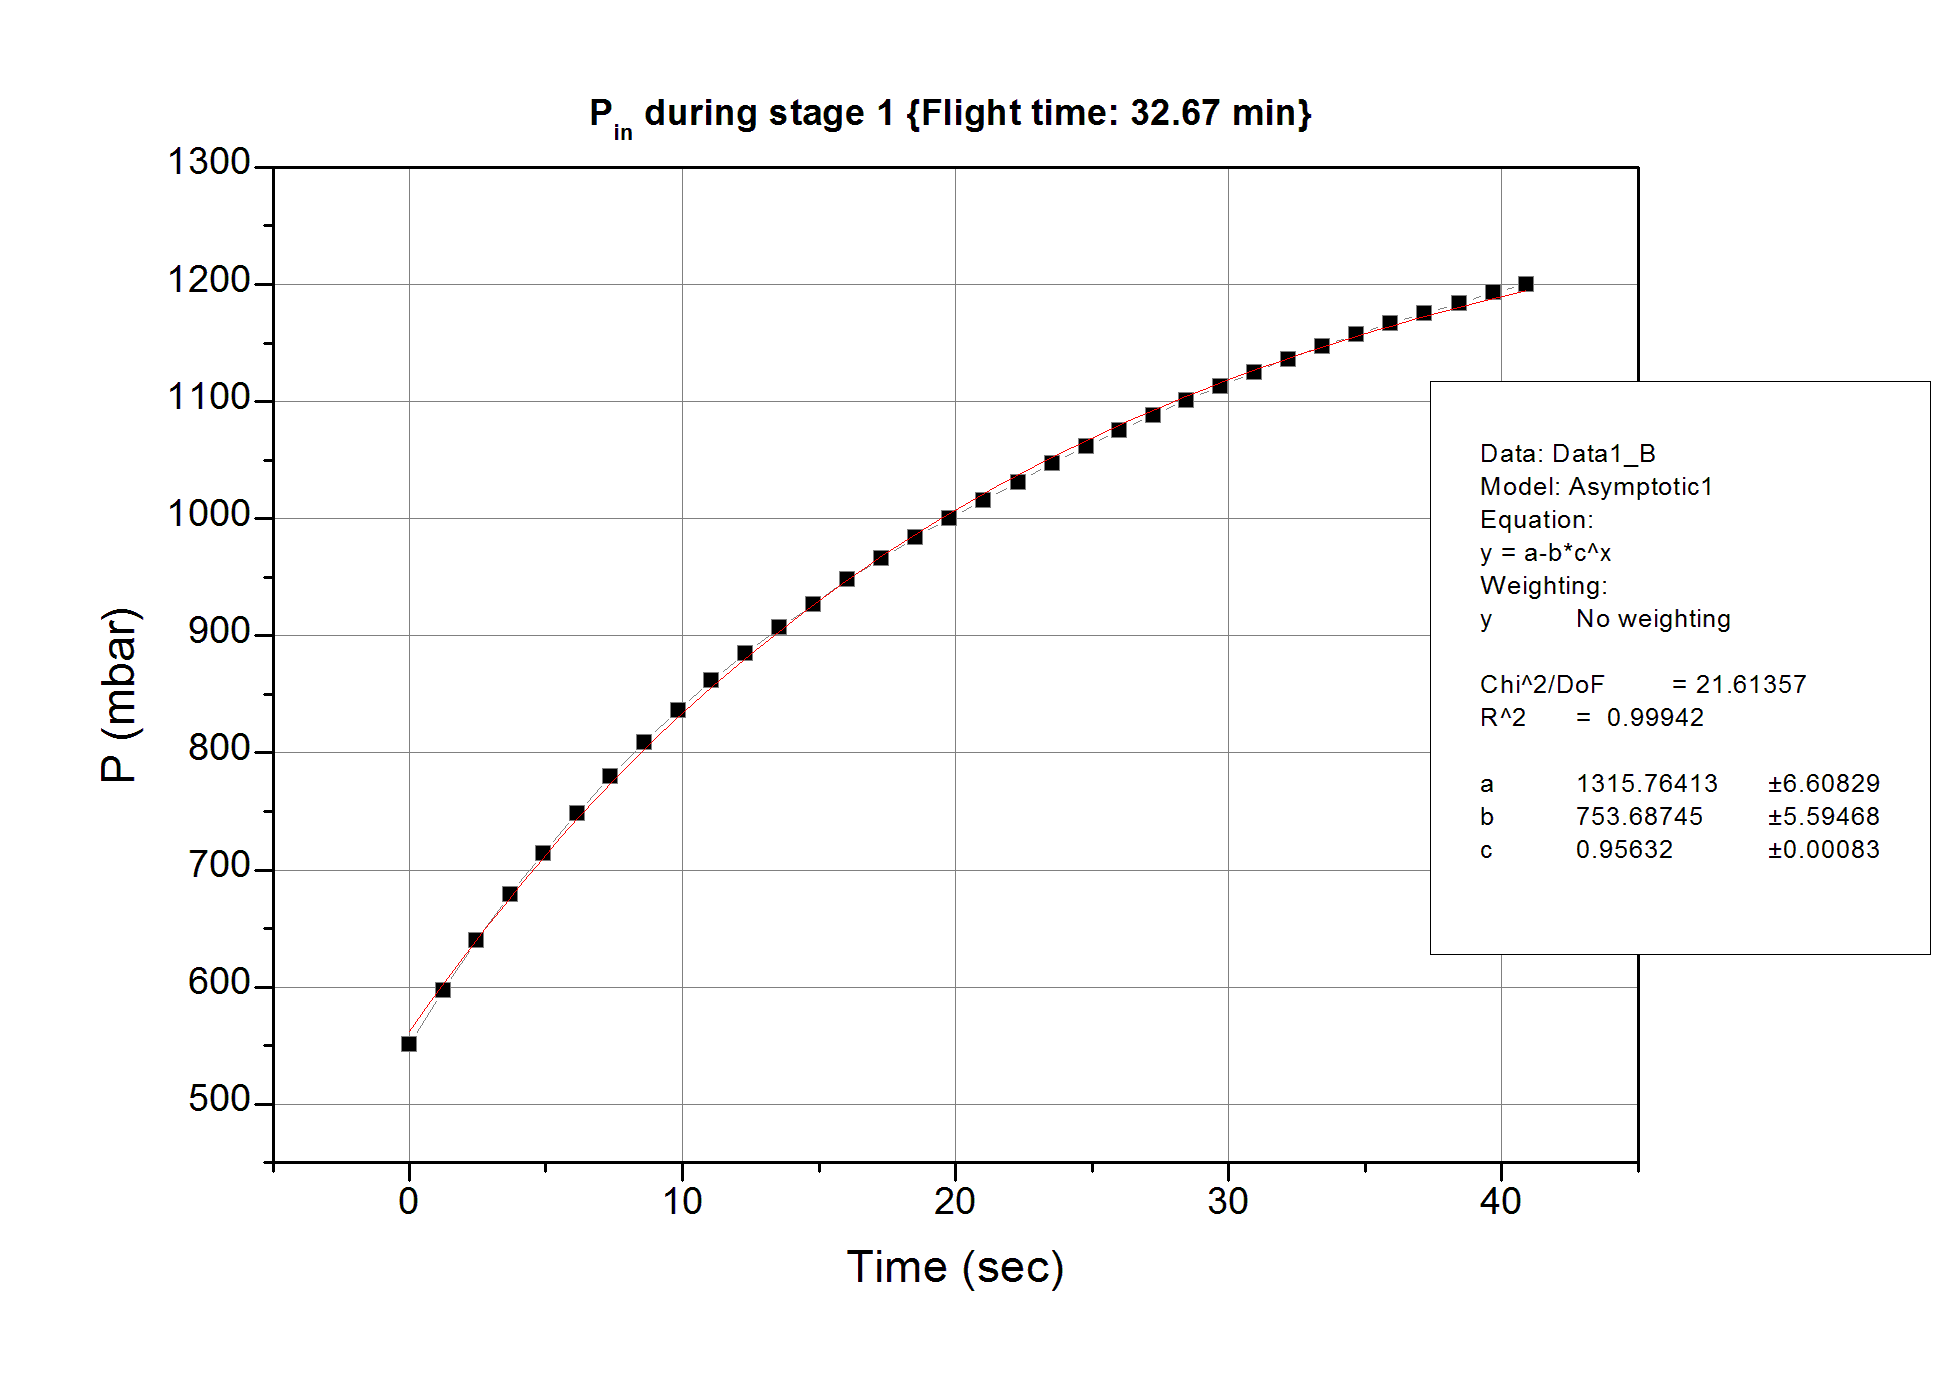 P_in during stage 1 {Flight time: 32.67 min}
1300
1200
1100
1000
900
800
700
600
500
P (mbar)
0 10 20 30 40
Time (sec)
Data: Data1_B
Model: Asymptotic1
Equation:
y = a-b*c^x
Weighting:
y No weighting
Chi^2/DoF = 21.61357
R^2 = 0.99942
a 1315.76413 ±6.60829
b 753.68745 ±5.59468
c 0.95632 ±0.00083